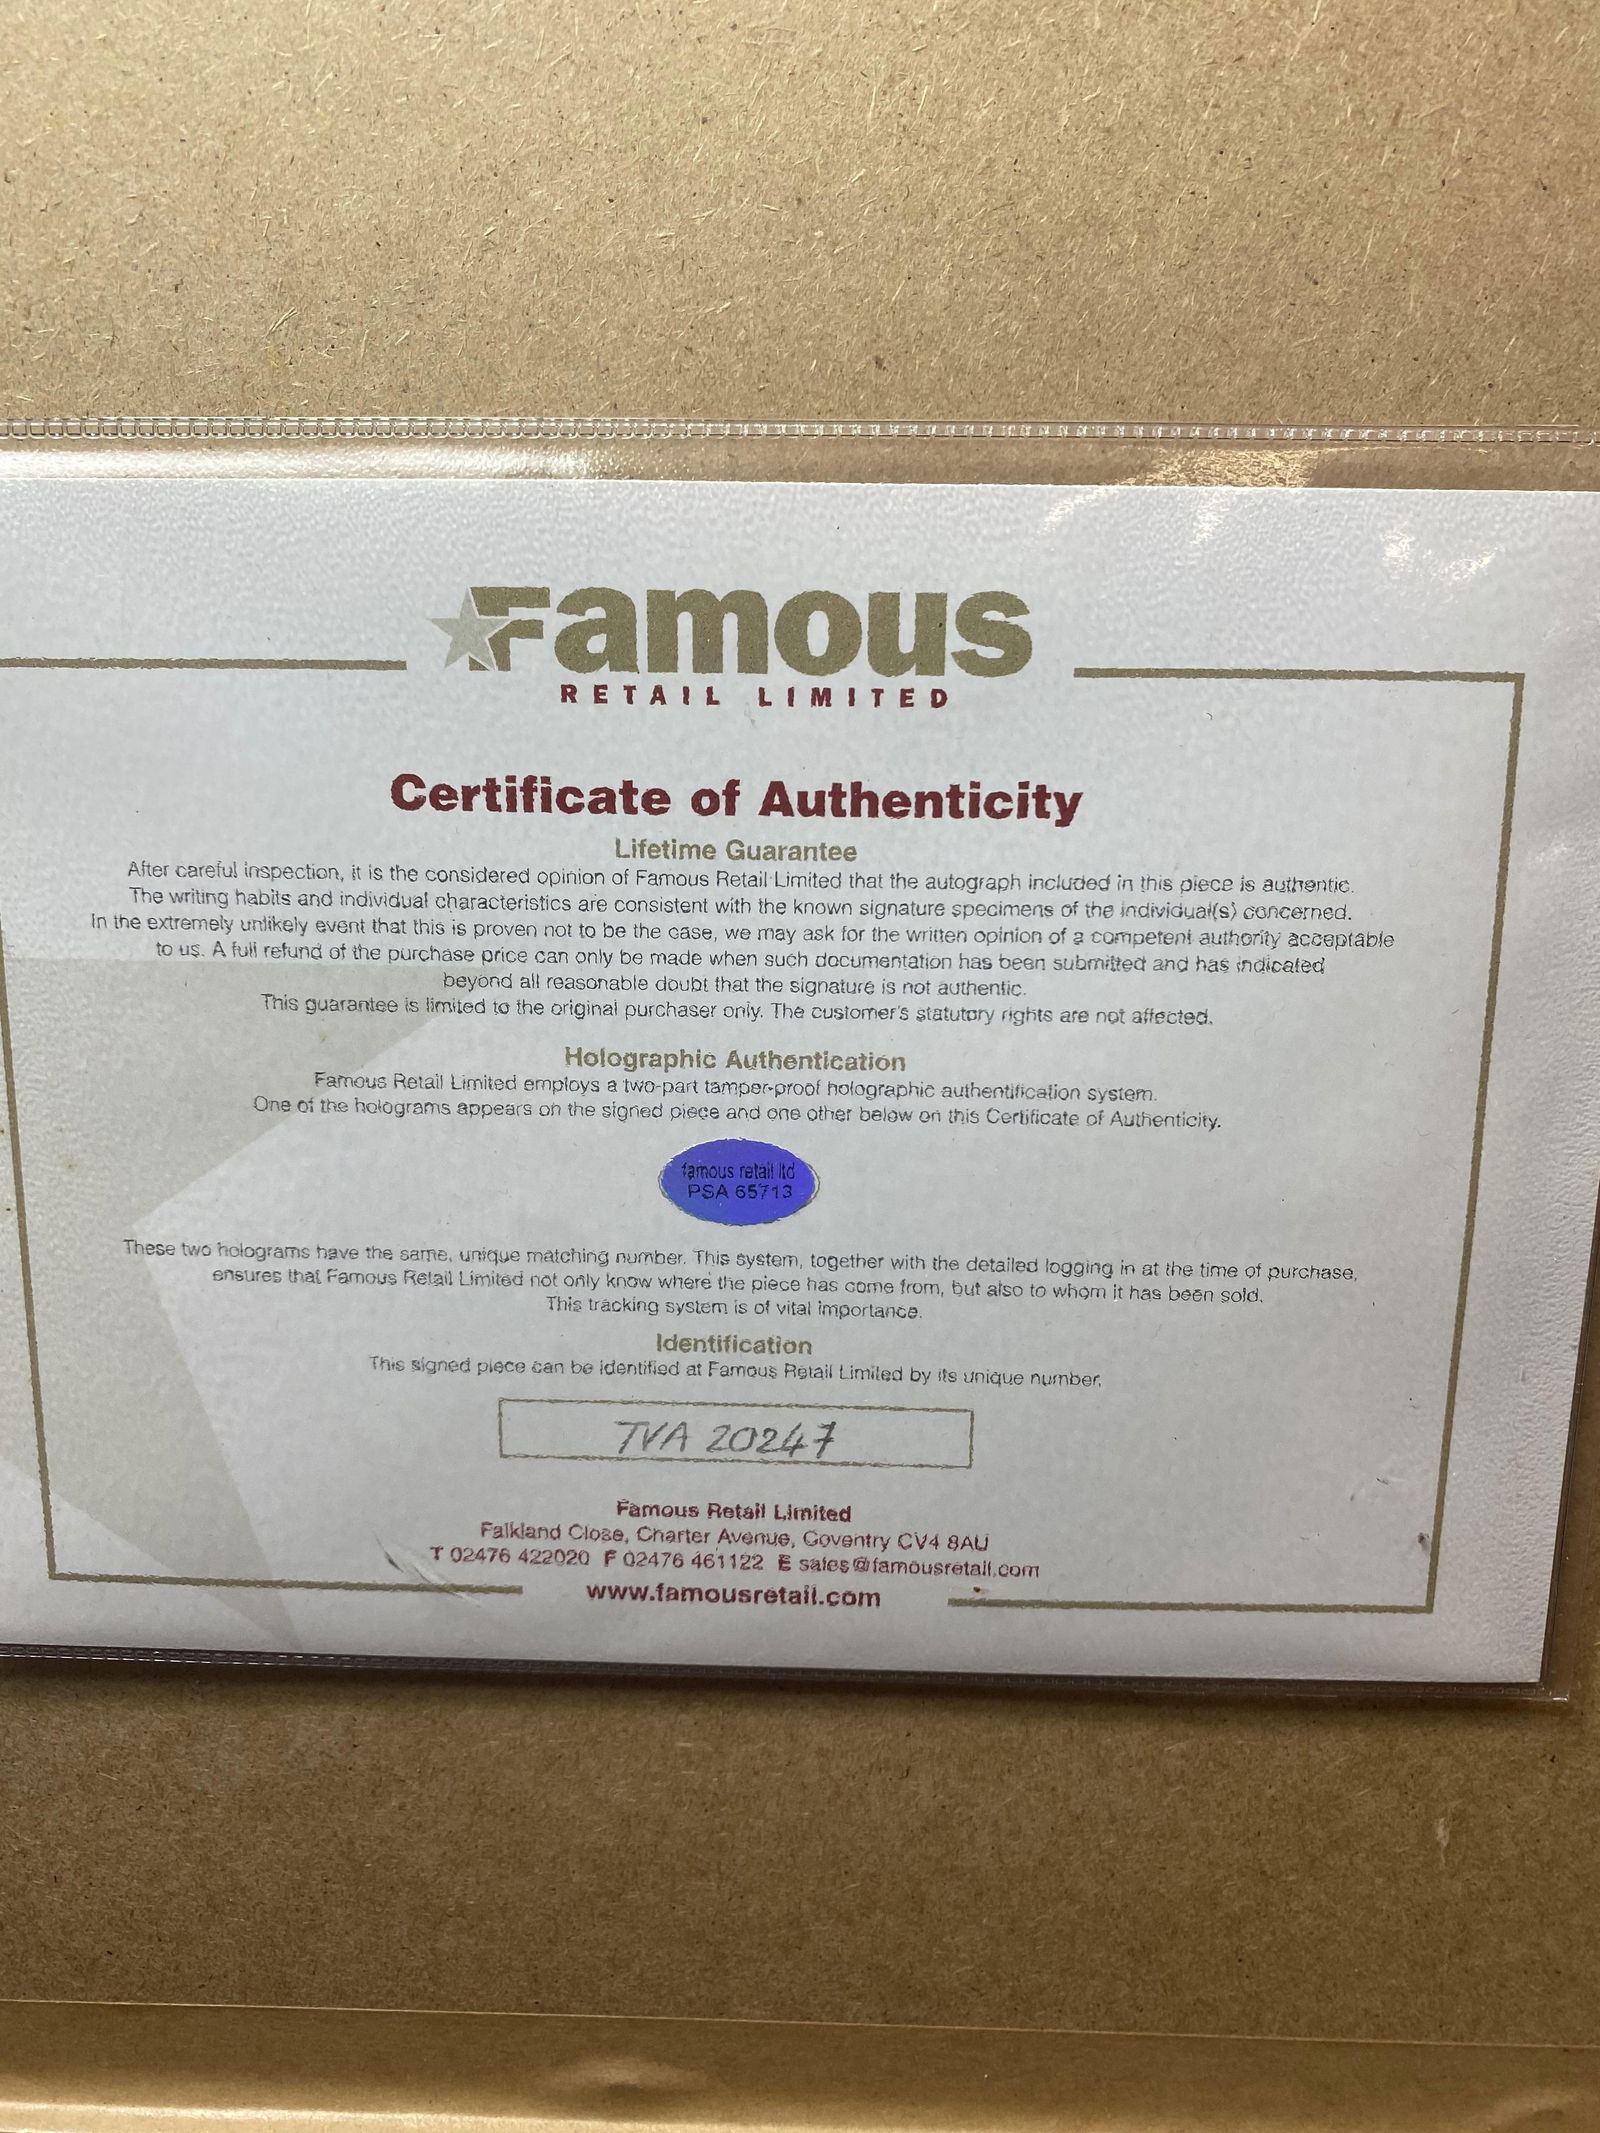 Famous
RETAIL LIMITED
Certificate of Authenticity
Lifetime Guarantee
After careful inspection, it is the considered opinion of Famous Retail Limited that the autograph included in this piece is authentic.
The writing habits and individual characteristics are consistent with the known signature specimens of the individual(s) concerned.
In the extremely unlikely event that this is proven not to be the case, we may ask for the written opinion of a competent authority acceptable
to us. A full refund of the purchase price can only be made when such documentation has been submitted and has indicated
beyond all reasonable doubt that the signature is not authentic.
This guarantee is limited to the original purchaser only. The customer's statutory rights are not affected.
Holographic Authentication
Famous Retail Limited employs a two-part tamper-proof holographic authentification system.
One of the holograms appears on the signed piece and one other below on this Certificate of Authenticity.
famous retail ltd
PSA 65713
These two holograms have the same, unique matching number. This system, together with the detailed logging in at the time of purchase,
ensures that Famous Retail Limited not only know where the piece has come from, but also to whom it has been sold.
This tracking system is of vital importance.
Identification
This signed piece can be identified at Famous Retail Limited by its unique number.
TVA 20247
Famous Retail Limited
Falkland Close, Charter Avenue, Coventry CV4 8AU
T 02476 422020 F 02476 461122 E sales@famousretail.com
www.famousretail.com